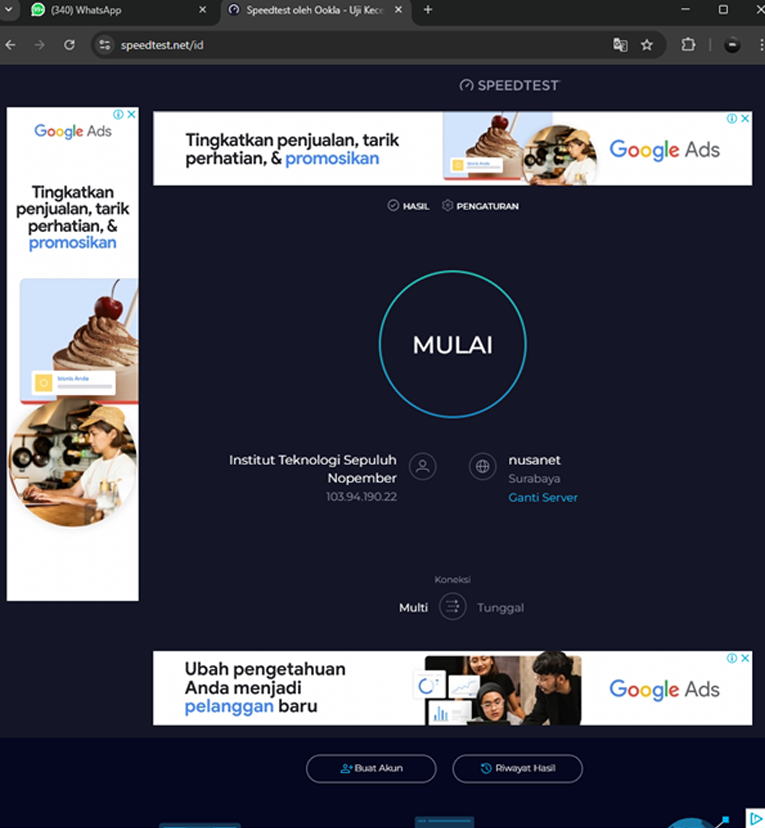 (340) WhatsApp
Speedtest oleh Ookla - Uji Kece
speedtest.net/id
SPEEDTEST
Google Ads
Tingkatkan
penjualan, tarik
perhatian, &
promosikan
bisnis Anda
Tingkatkan penjualan, tarik
perhatian, & promosikan
bisnis Anda
Google Ads
HASIL
PENGATURAN
MULAI
Institut Teknologi Sepuluh
Nopember
103.94.190.22
nusanet
Surabaya
Ganti Server
Koneksi
Multi
Tunggal
Ubah pengetahuan
Anda menjadi
pelanggan baru
Google Ads
Buat Akun
Riwayat Hasil